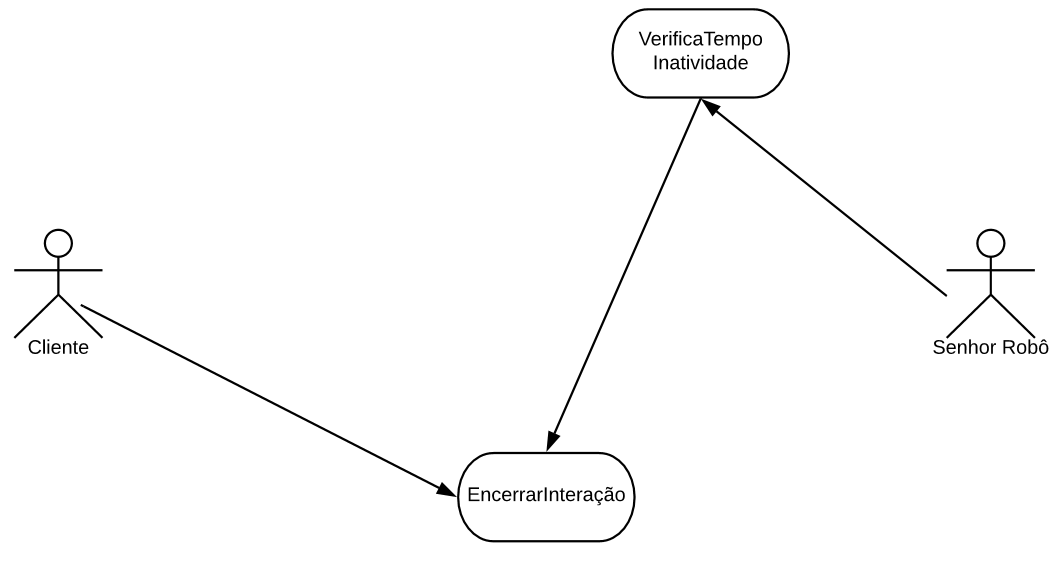 VerificaTempo
Inatividade
Cliente
Senhor Robô
EncerrarInteração